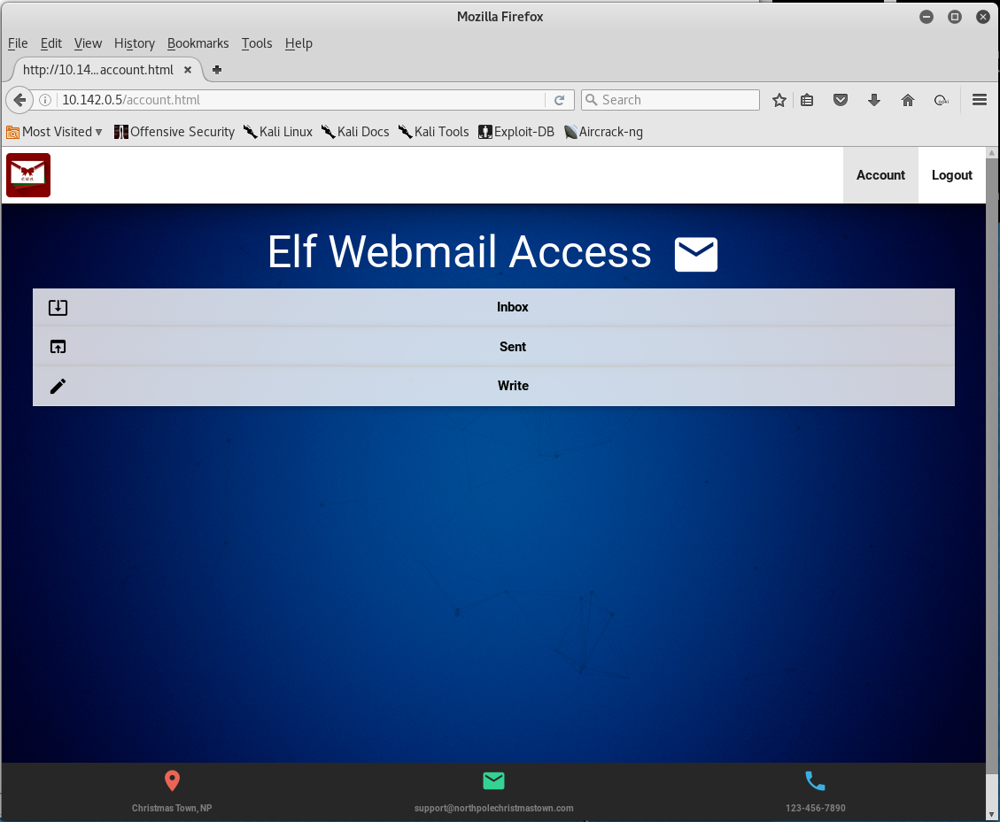 Mozilla Firefox
File Edit View History Bookmarks Tools Help
http://10.14...account.html
10.142.0.5/account.html Search
Most Visited Offensive Security Kali Linux Kali Docs Kali Tools Exploit-DB Aircrack-ng
Account Logout
Elf Webmail Access
Inbox
Sent
Write
Christmas Town, NP support@northpolechristmastown.com 123-456-7890